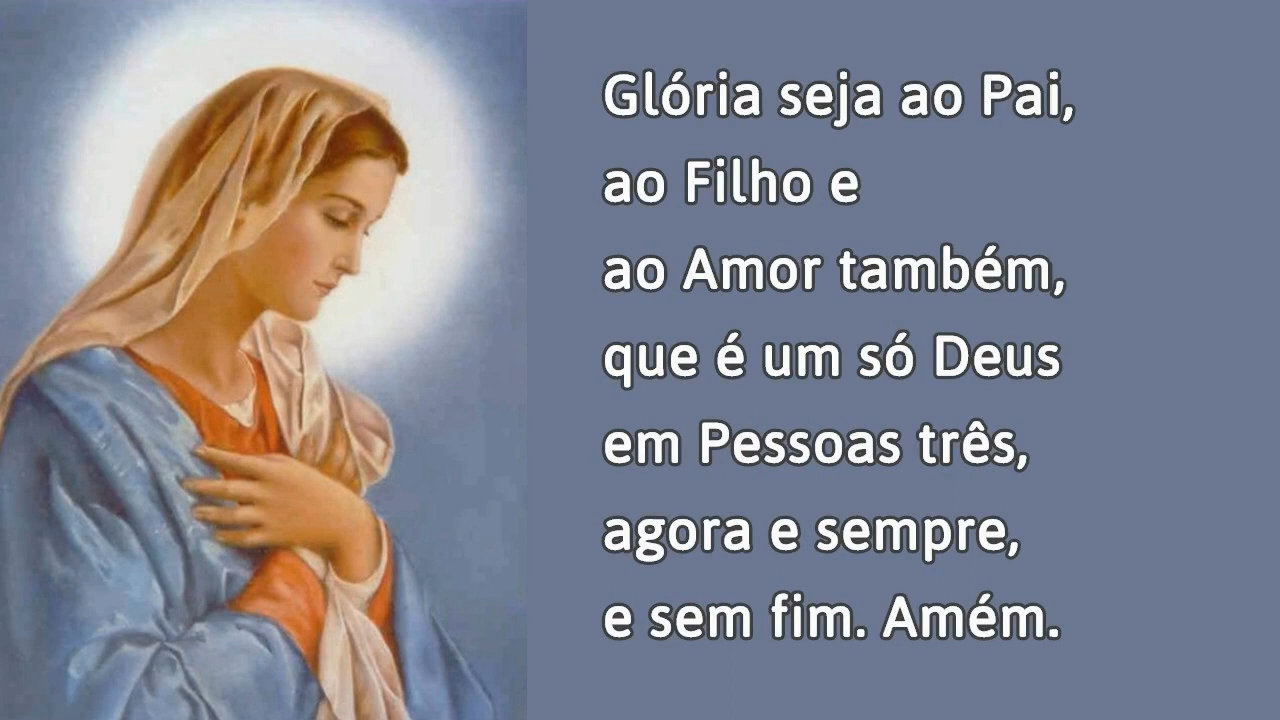 Glória seja ao Pai,
ao Filho e
ao Amor também,
que é um só Deus
em Pessoas três,
agora e sempre,
e sem fim. Amém.